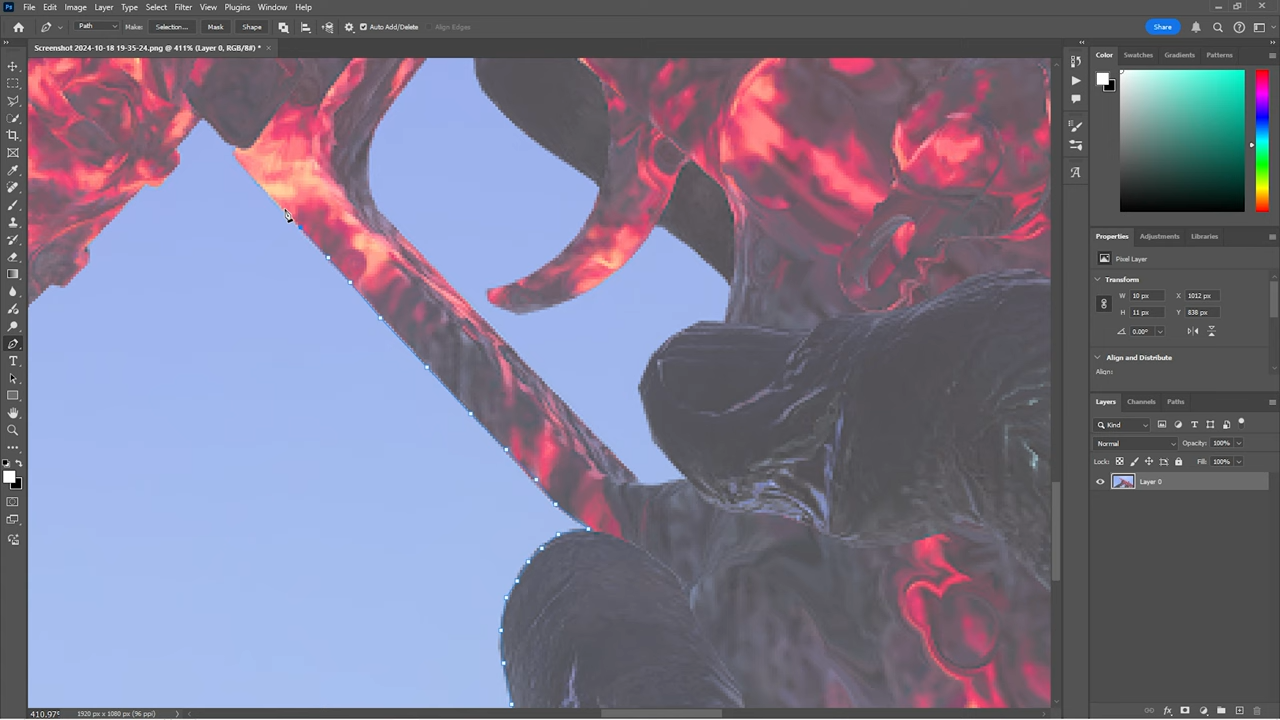 Ps File Edit Image Layer Type Select Filter View Plugins Window Help
Path Make: Selection... Mask Shape Auto Add/Delete Align Edges Share
Screenshot 2024-10-18 19-35-24.png @ 411% (Layer 0, RGB/8#) * ×
Color Swatches Gradients Patterns
Properties Adjustments Libraries
Pixel Layer
Transform
W 10 px X 1012 px
H 11 px Y 838 px
0.00°
Align and Distribute
Align:
Layers Channels Paths
Kind
Normal Opacity: 100%
Lock: Fill: 100%
Layer 0
410.97% 1920 px x 1080 px (96 ppi)
fx